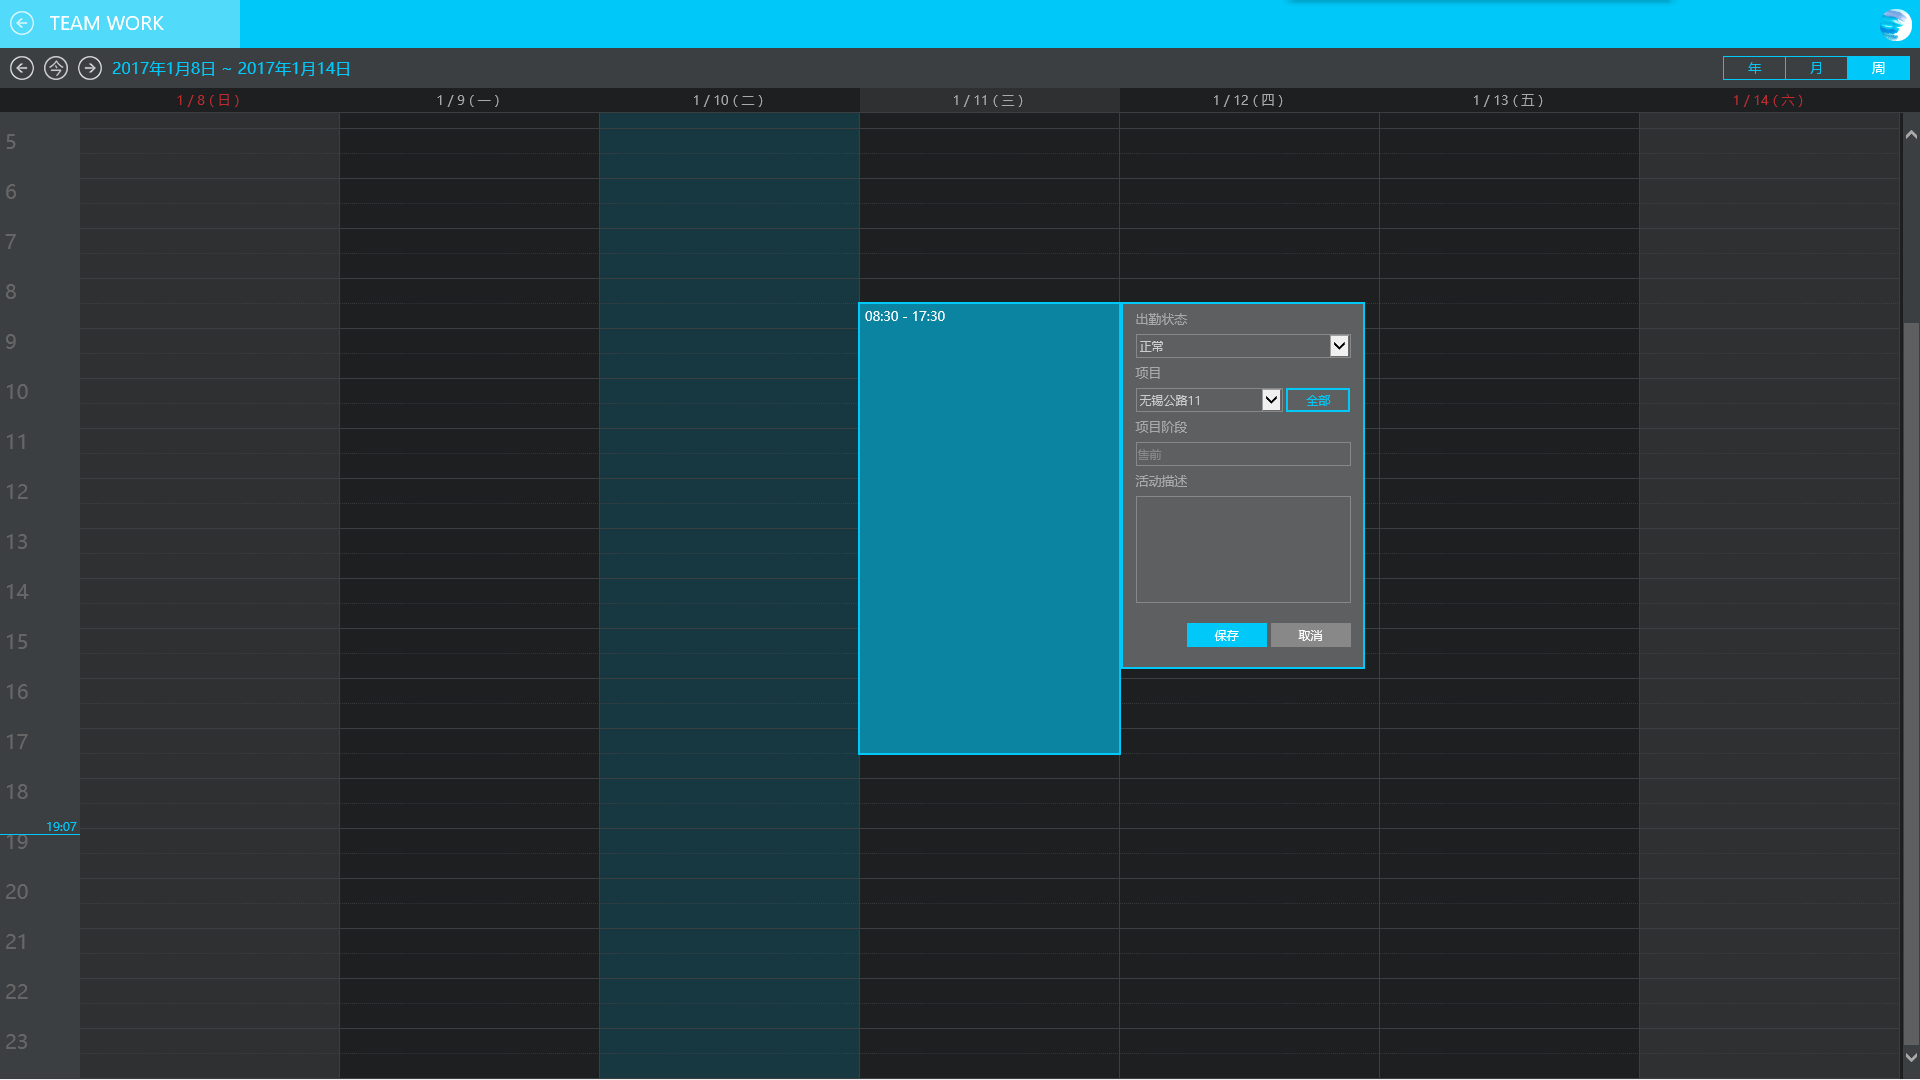 TEAM WORK
今 2017年1月8日 ~ 2017年1月14日 年 月 周
1 / 8 ( 日 ) 1 / 9 ( 一 ) 1 / 10 ( 二 ) 1 / 11 ( 三 ) 1 / 12 ( 四 ) 1 / 13 ( 五 ) 1 / 14 ( 六 )
5
6
7
8
08:30 - 17:30
出勤状态
9
正常
项目
10
无锡公路11 全部
项目阶段
11
售前
活动描述
12
13
14
15
保存 取消
16
17
18
19:07
19
20
21
22
23